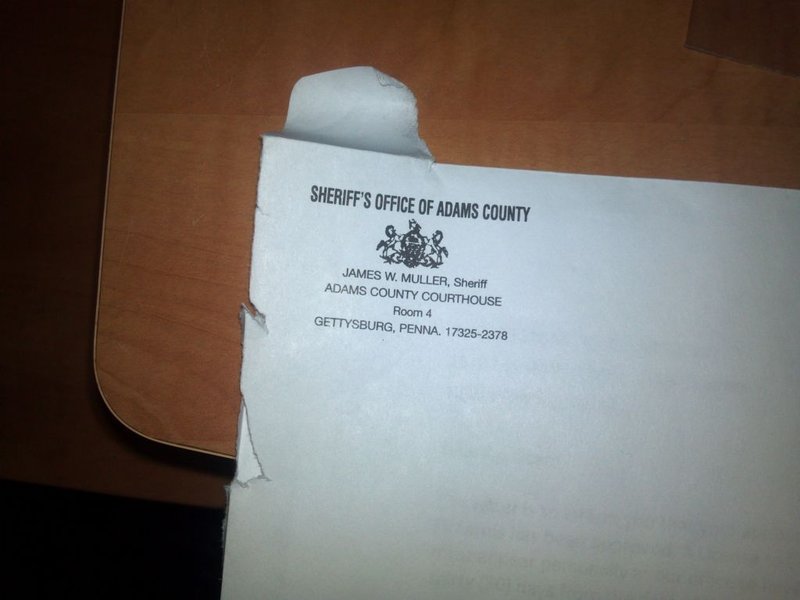 SHERIFF'S OFFICE OF ADAMS COUNTY
JAMES W. MULLER, Sheriff
ADAMS COUNTY COURTHOUSE
Room 4
GETTYSBURG, PENNA. 17325-2378